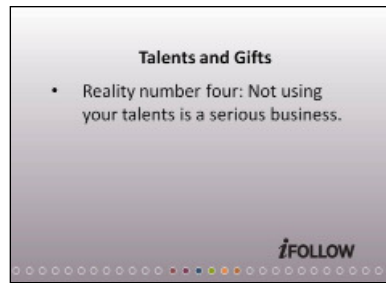 Talents and Gifts
• Reality number four: Not using
your talents is a serious business.
iFOLLOW